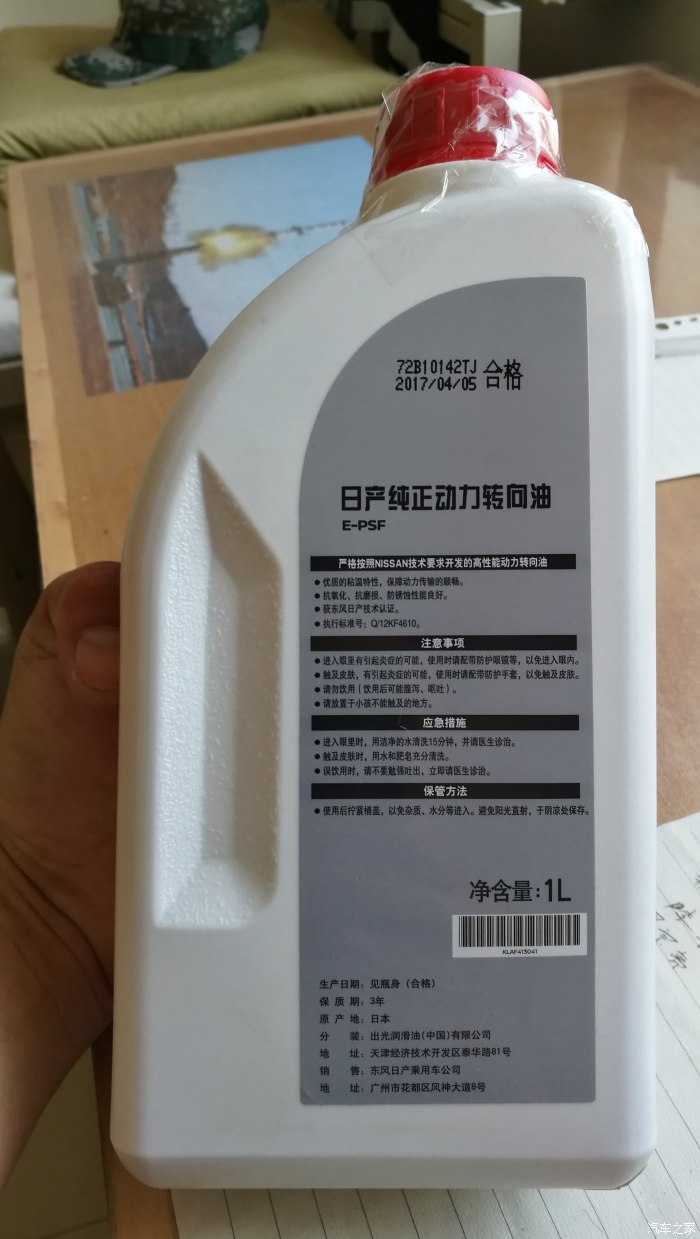 72B10142TJ 合格
2017/04/05
日产纯正动力转向油
E-PSF
严格按照NISSAN技术要求开发的高性能动力转向油
● 优质的粘温特性，保障动力传输的顺畅。
● 抗氧化、抗磨损、防锈蚀性能良好。
● 获东风日产技术认证。
● 执行标准号：Q/12KF4610。
注意事项
● 进入眼里有引起炎症的可能，使用时请配带防护眼镜等，以免进入眼内。
● 触及皮肤，有引起炎症的可能，使用时请配带防护手套，以免触及皮肤。
● 请勿饮用（饮用后可能腹泻、呕吐）。
● 请放置于小孩不能触及的地方。
应急措施
● 进入眼里时，用洁净的水清洗15分钟，并请医生诊治。
● 触及皮肤时，用水和肥皂充分清洗。
● 误饮用时，请不要勉强吐出，立即请医生诊治。
保管方法
● 使用后拧紧桶盖，以免杂质、水分等进入。避免阳光直射，于阴凉处保存。
净含量：1L
KLAF413041
生产日期：见瓶身（合格）
保 质 期：3年
原 产 地：日本
分 装：出光润滑油(中国)有限公司
地 址：天津经济技术开发区泰华路81号
销 售：东风日产乘用车公司
地 址：广州市花都区风神大道8号
汽车之家